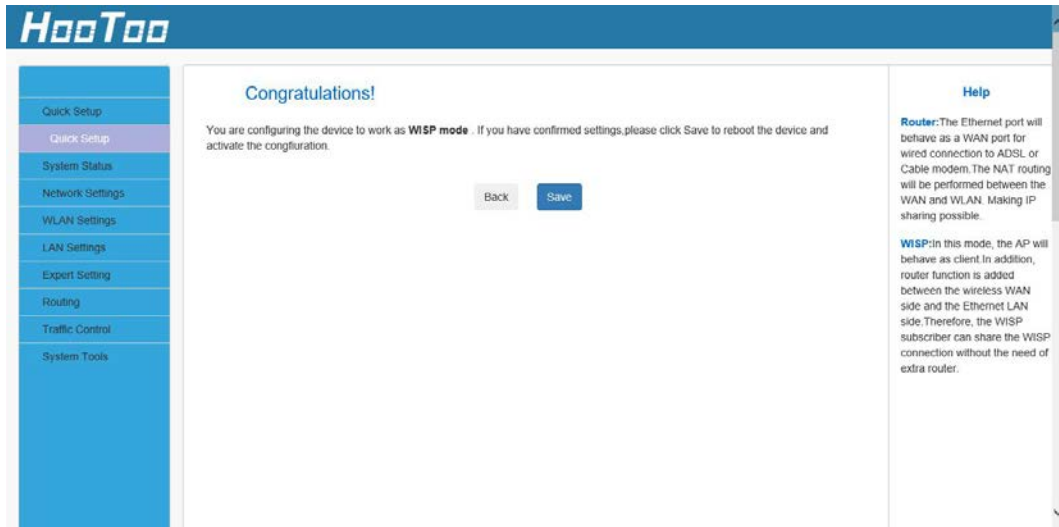 HooToo
Quick Setup
Quick Setup
System Status
Network Settings
WLAN Settings
LAN Settings
Expert Setting
Routing
Traffic Control
System Tools
Congratulations!
You are configuring the device to work as WISP mode . If you have confirmed settings,please click Save to reboot the device and
activate the congfiuration.
Back
Save
Help
Router:The Ethernet port will
behave as a WAN port for
wired connection to ADSL or
Cable modem.The NAT routing
will be performed between the
WAN and WLAN. Making IP
sharing possible.
WISP:In this mode, the AP will
behave as client.In addition,
router function is added
between the wireless WAN
side and the Ethernet LAN
side.Therefore, the WISP
subscriber can share the WISP
connection without the need of
extra router.